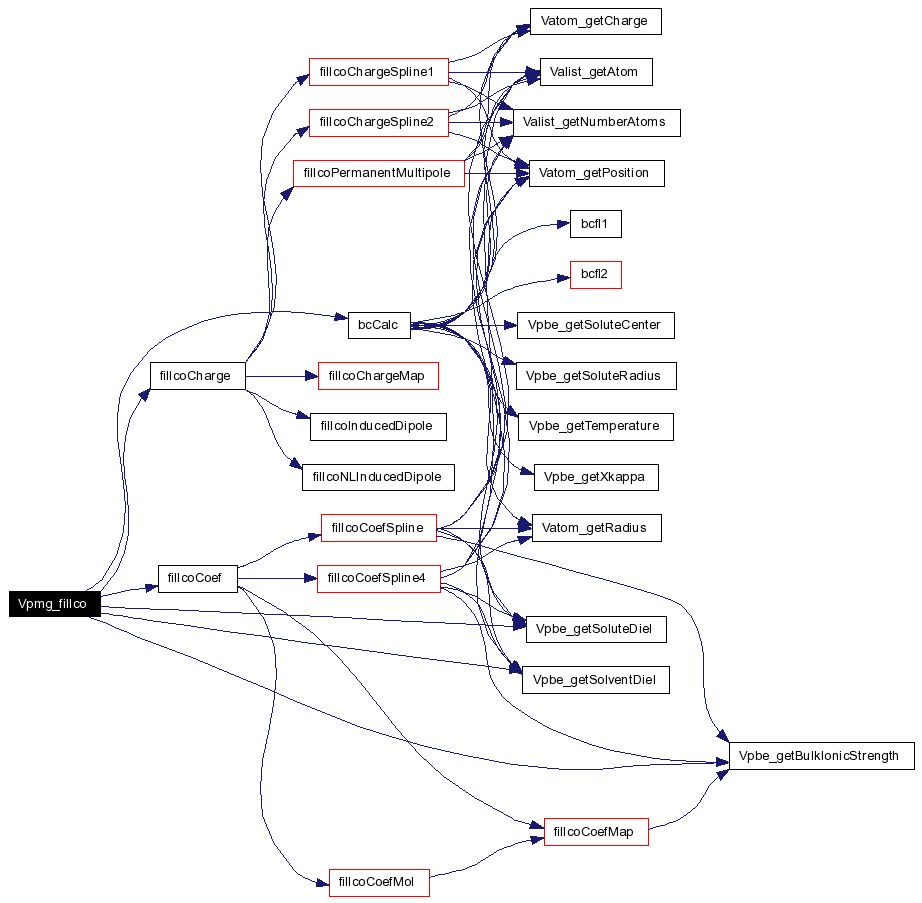 Vatom_getCharge
fillcoChargeSpline1
Valist_getAtom
fillcoChargeSpline2
Valist_getNumberAtoms
fillcoPermanentMultipole
Vatom_getPosition
bcfl1
bcfl2
bcCalc
Vpbe_getSoluteCenter
fillcoCharge
fillcoChargeMap
Vpbe_getSoluteRadius
fillcoInducedDipole
Vpbe_getTemperature
fillcoNLInducedDipole
Vpbe_getXkappa
fillcoCoefSpline
Vatom_getRadius
fillcoCoef
fillcoCoefSpline4
Vpmg_fillco
Vpbe_getSoluteDiel
Vpbe_getSolventDiel
Vpbe_getBulkIonicStrength
fillcoCoefMap
fillcoCoefMol